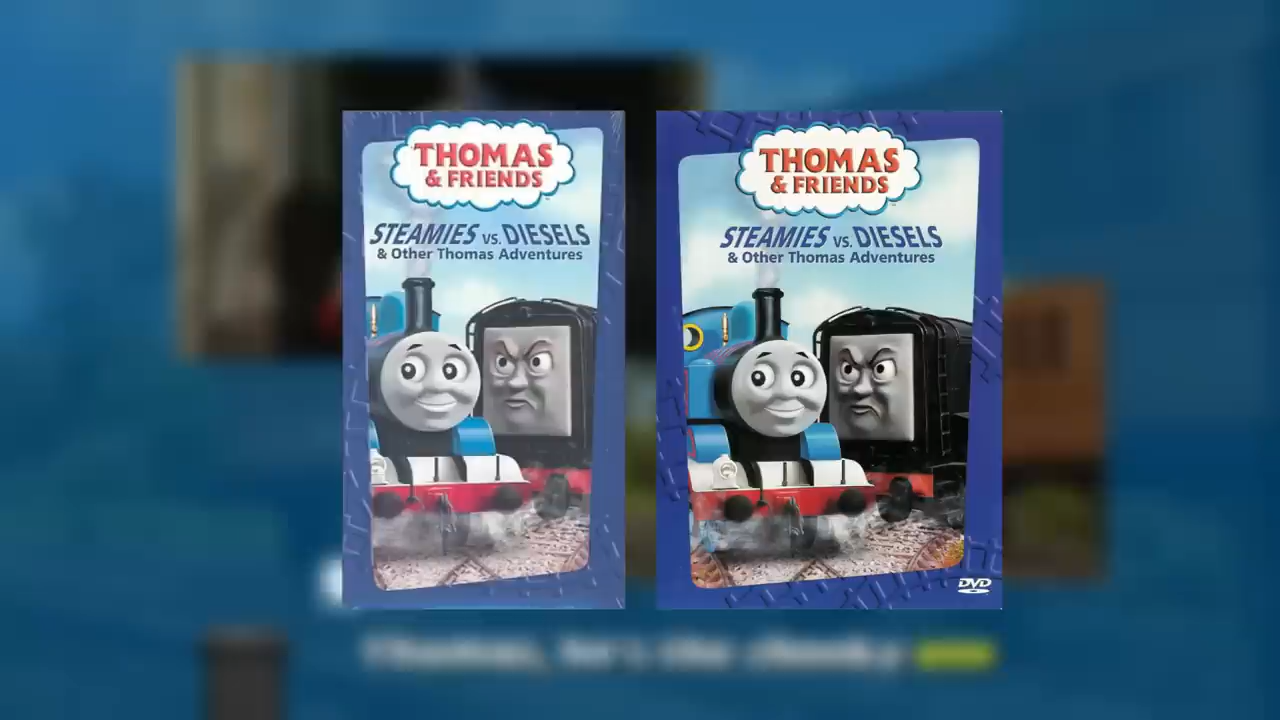 THOMAS
& FRIENDS
STEAMIES VS. DIESELS
& Other Thomas Adventures
THOMAS
& FRIENDS
STEAMIES VS. DIESELS
& Other Thomas Adventures
DVD